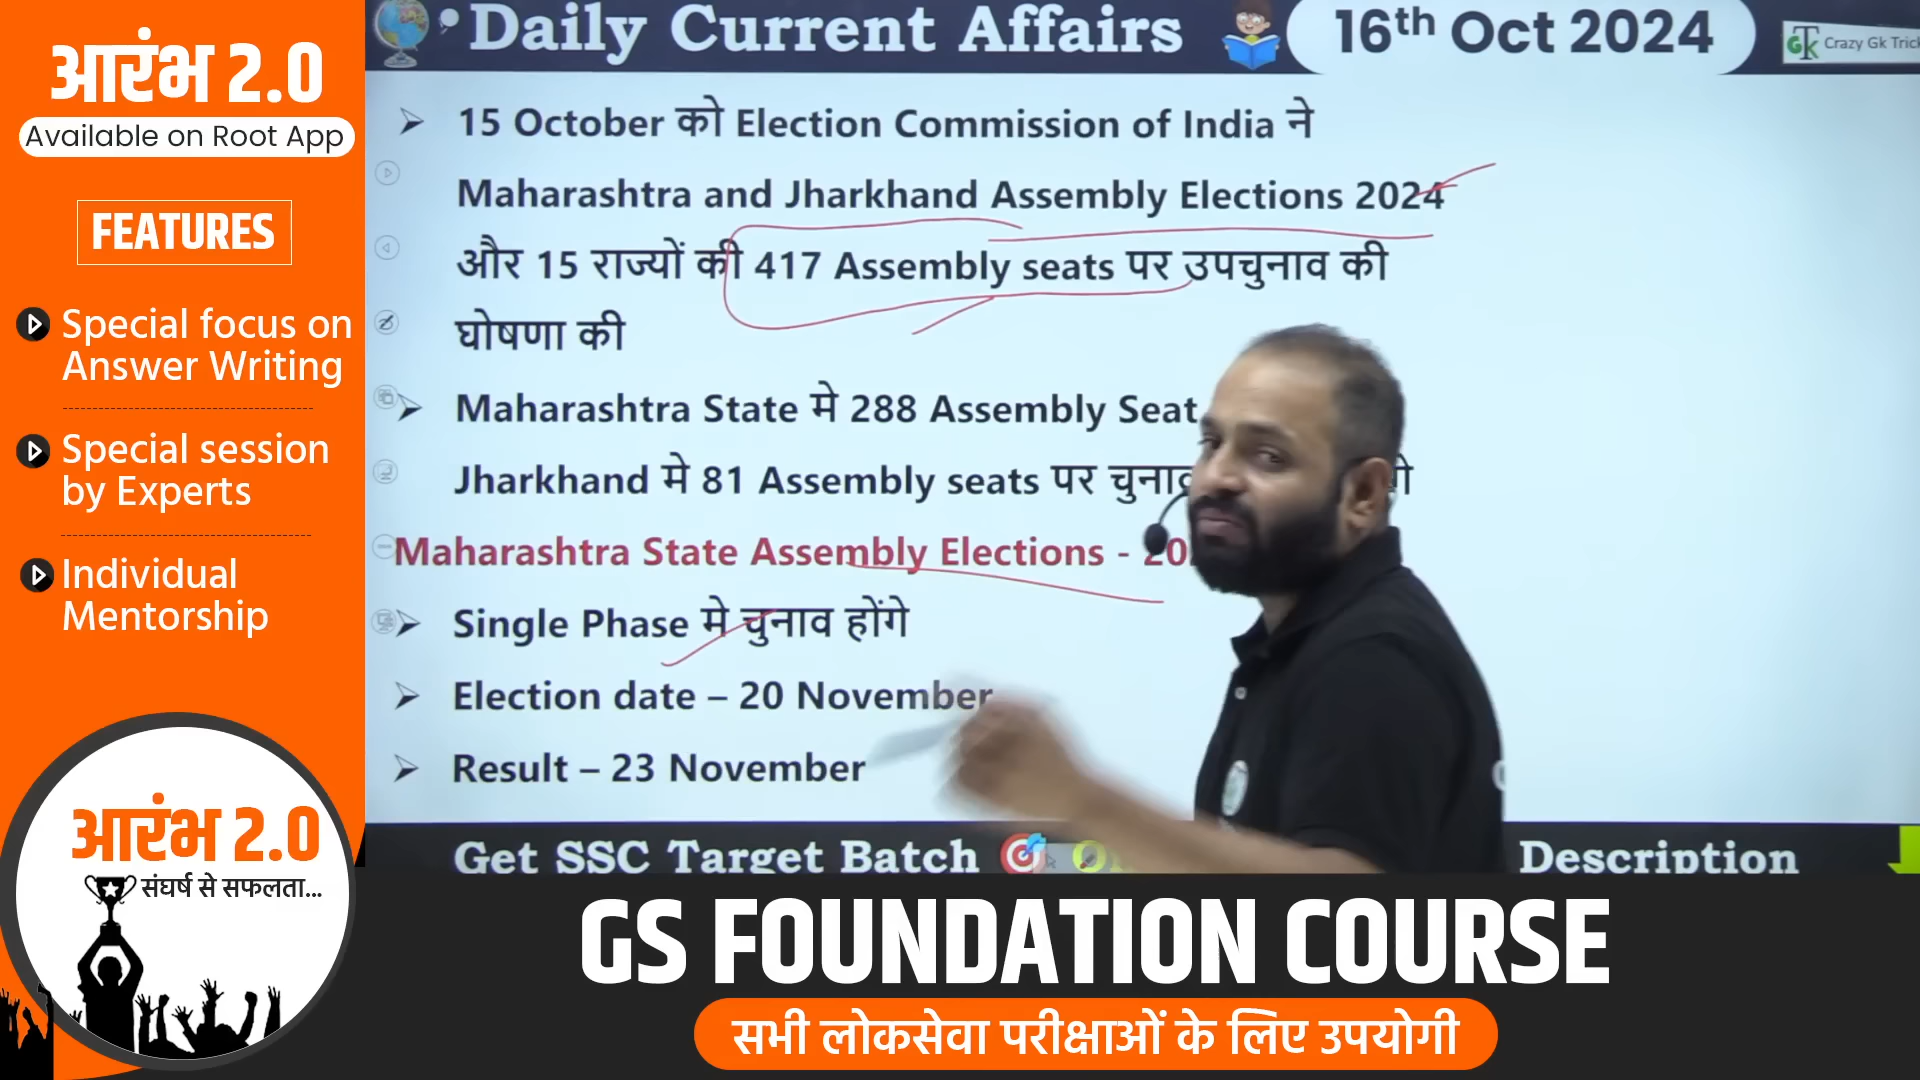 आरंभ 2.0
Available on Root App
FEATURES
Special focus on
Answer Writing
Special session
by Experts
Individual
Mentorship
आरंभ 2.0
संघर्ष से सफलता...
Daily Current Affairs
16th Oct 2024
GTK Crazy Gk Trick
15 October को Election Commission of India ने
Maharashtra and Jharkhand Assembly Elections 2024
और 15 राज्यों की 417 Assembly seats पर उपचुनाव की
घोषणा की
Maharashtra State मे 288 Assembly Seat
Jharkhand मे 81 Assembly seats पर
Maharashtra State Assembly Elections -
Single Phase मे चुनाव होंगे
Election date – 20 November
Result – 23 November
Get SSC Target Batch
Description
GS FOUNDATION COURSE
सभी लोकसेवा परीक्षाओं के लिए उपयोगी